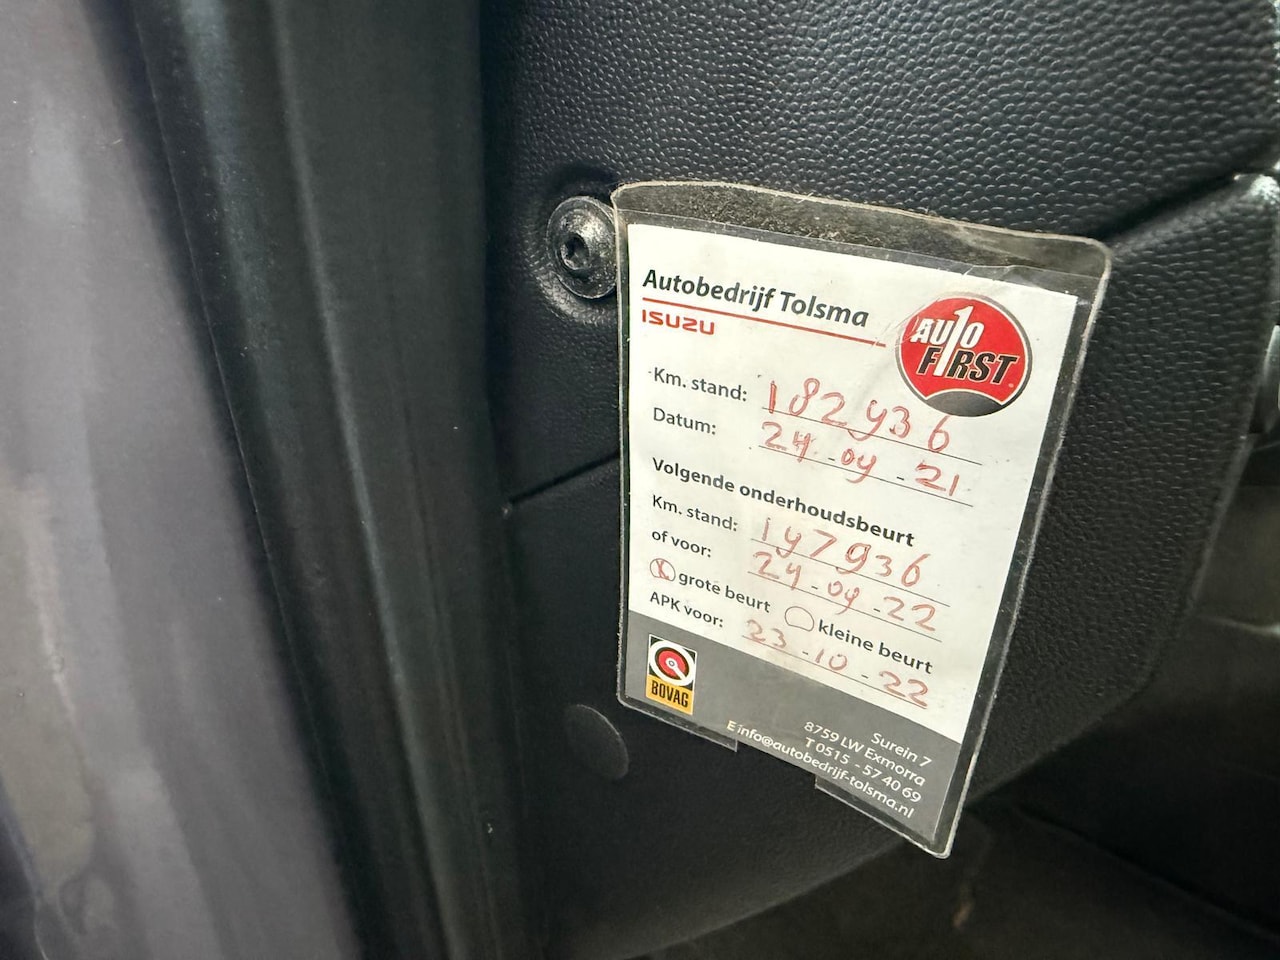 Autobedrijf Tolsma
ISUZU
AUTO
F1RST
Km. stand: 182936
Datum: 24-09-21
Volgende onderhoudsbeurt
Km. stand: 197936
of voor: 24-09-22
grote beurt kleine beurt
APK voor: 23-10-22
BOVAG
Surein 7
8759 LW Exmorra
T 0515 - 57 40 69
E info@autobedrijf-tolsma.nl